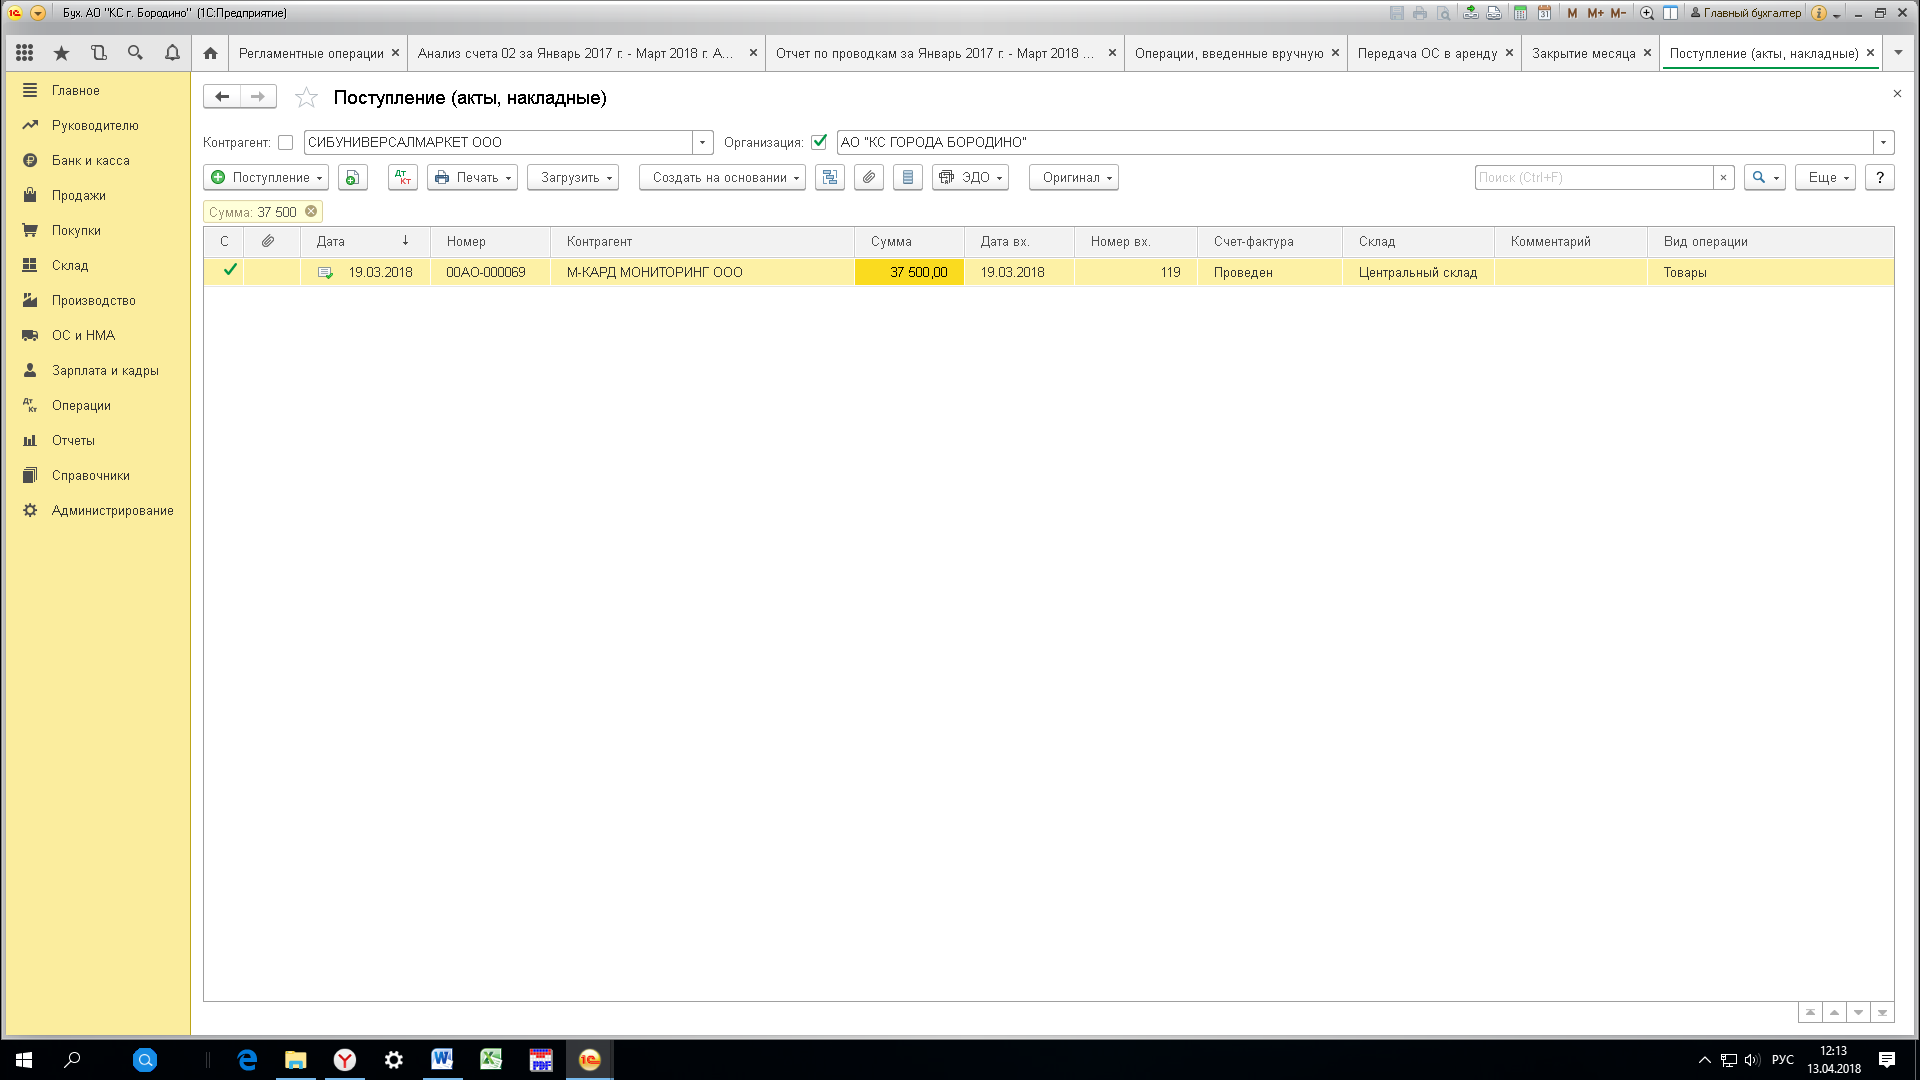 Бух. АО "КС г. Бородино" (1С:Предприятие)
M M+ M- Главный бухгалтер
Регламентные операции
Анализ счета 02 за Январь 2017 г. - Март 2018 г. А...
Отчет по проводкам за Январь 2017 г. - Март 2018 ...
Операции, введенные вручную
Передача ОС в аренду
Закрытие месяца
Поступление (акты, накладные)
Главное
Руководителю
Банк и касса
Продажи
Покупки
Склад
Производство
ОС и НМА
Зарплата и кадры
Операции
Отчеты
Справочники
Администрирование
Поступление (акты, накладные)
Контрагент: СИБУНИВЕРСАЛМАРКЕТ ООО Организация: АО "КС ГОРОДА БОРОДИНО"
Поступление Дт Кт Печать Загрузить Создать на основании ЭДО Оригинал Поиск (Ctrl+F) Еще ?
Сумма: 37 500
С Дата Номер Контрагент Сумма Дата вх. Номер вх. Счет-фактура Склад Комментарий Вид операции
19.03.2018 00АО-000069 М-КАРД МОНИТОРИНГ ООО 37 500,00 19.03.2018 119 Проведен Центральный склад Товары
РУС
12:13
13.04.2018